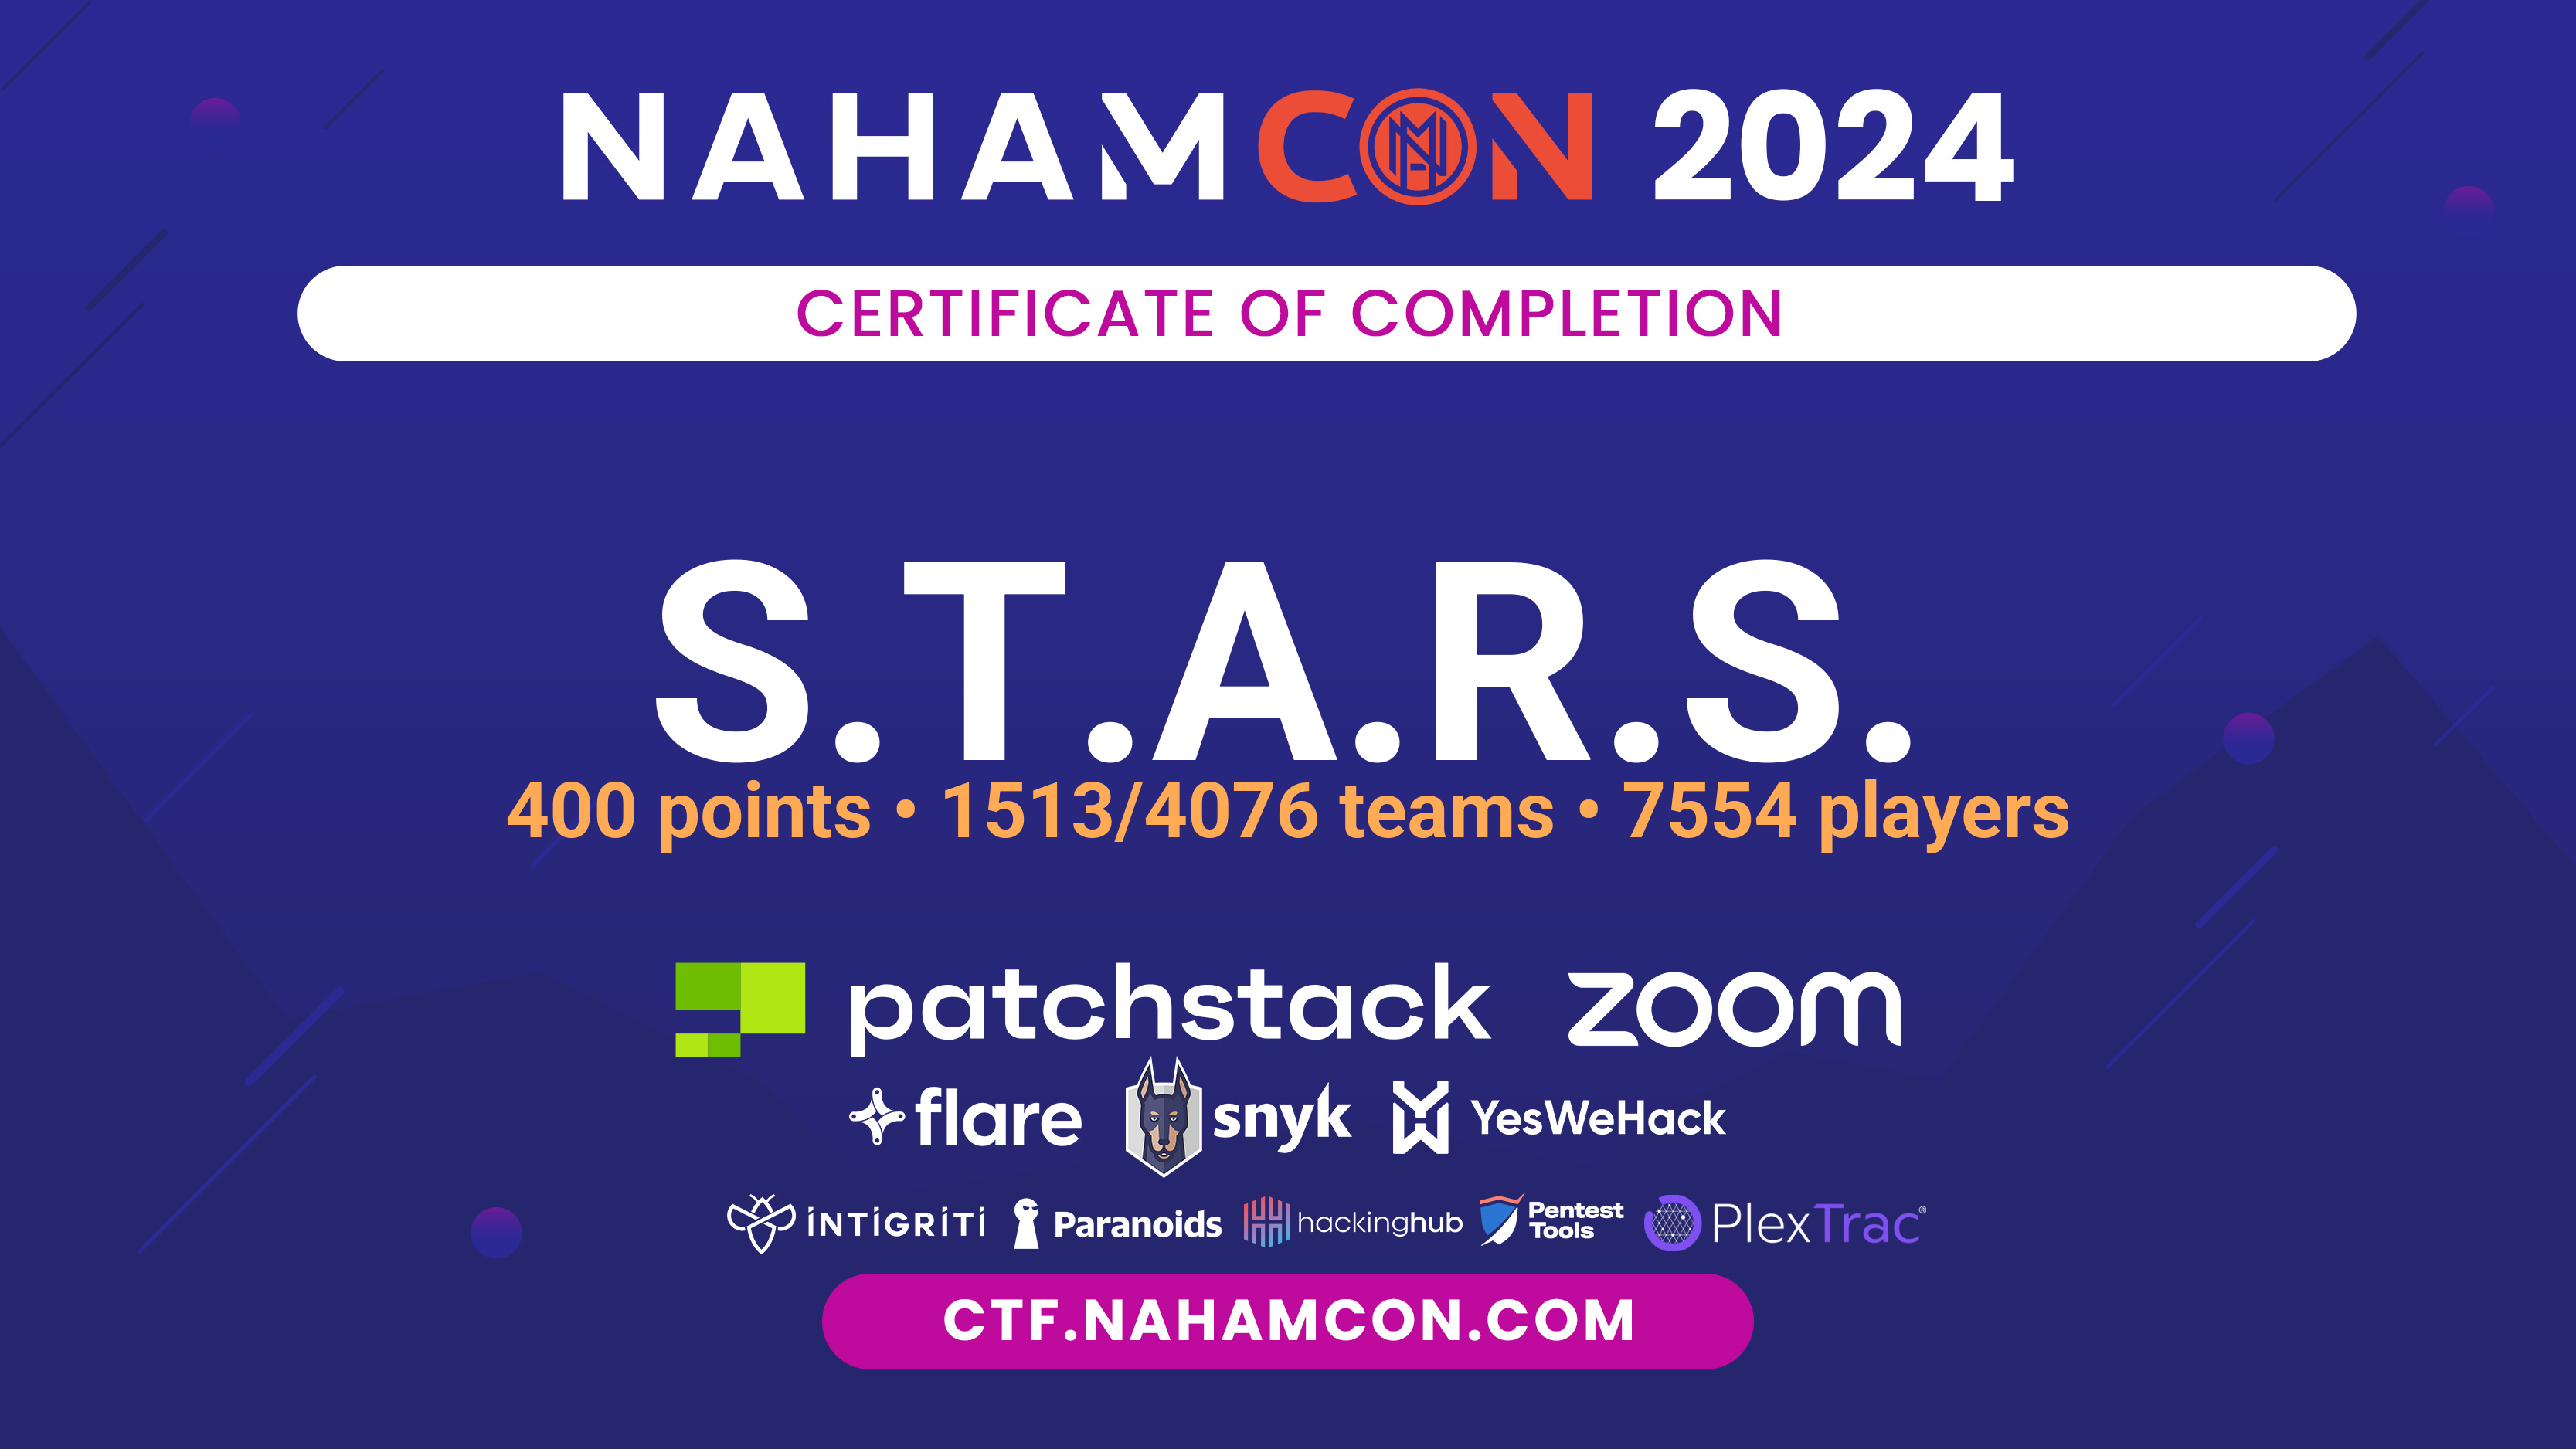 NAHAMCON 2024
CERTIFICATE OF COMPLETION
S.T.A.R.S.
400 points • 1513/4076 teams • 7554 players
patchstack zoom
flare snyk YesWeHack
INTIGRITI Paranoids hackinghub Pentest Tools PlexTrac®
CTF.NAHAMCON.COM